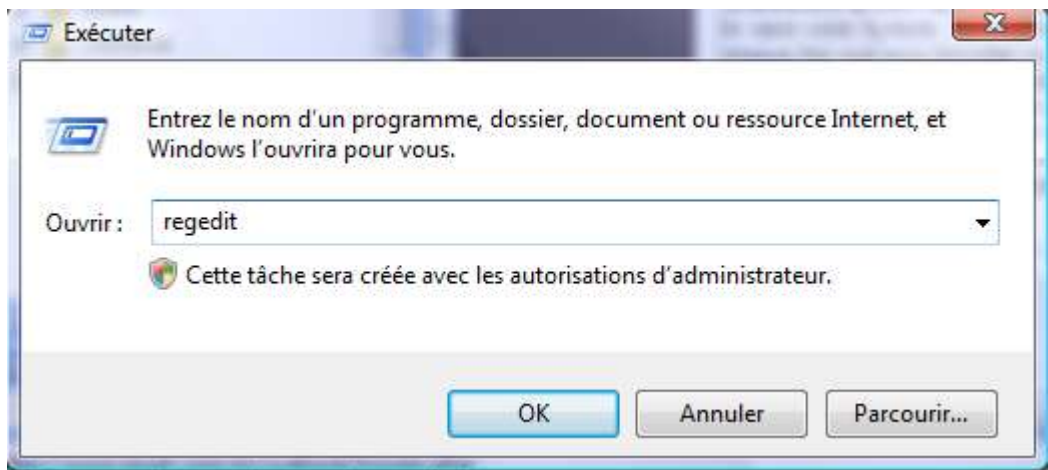 Exécuter
Entrez le nom d'un programme, dossier, document ou ressource Internet, et
Windows l'ouvrira pour vous.
Ouvrir :
regedit
Cette tâche sera créée avec les autorisations d'administrateur.
OK
Annuler
Parcourir...